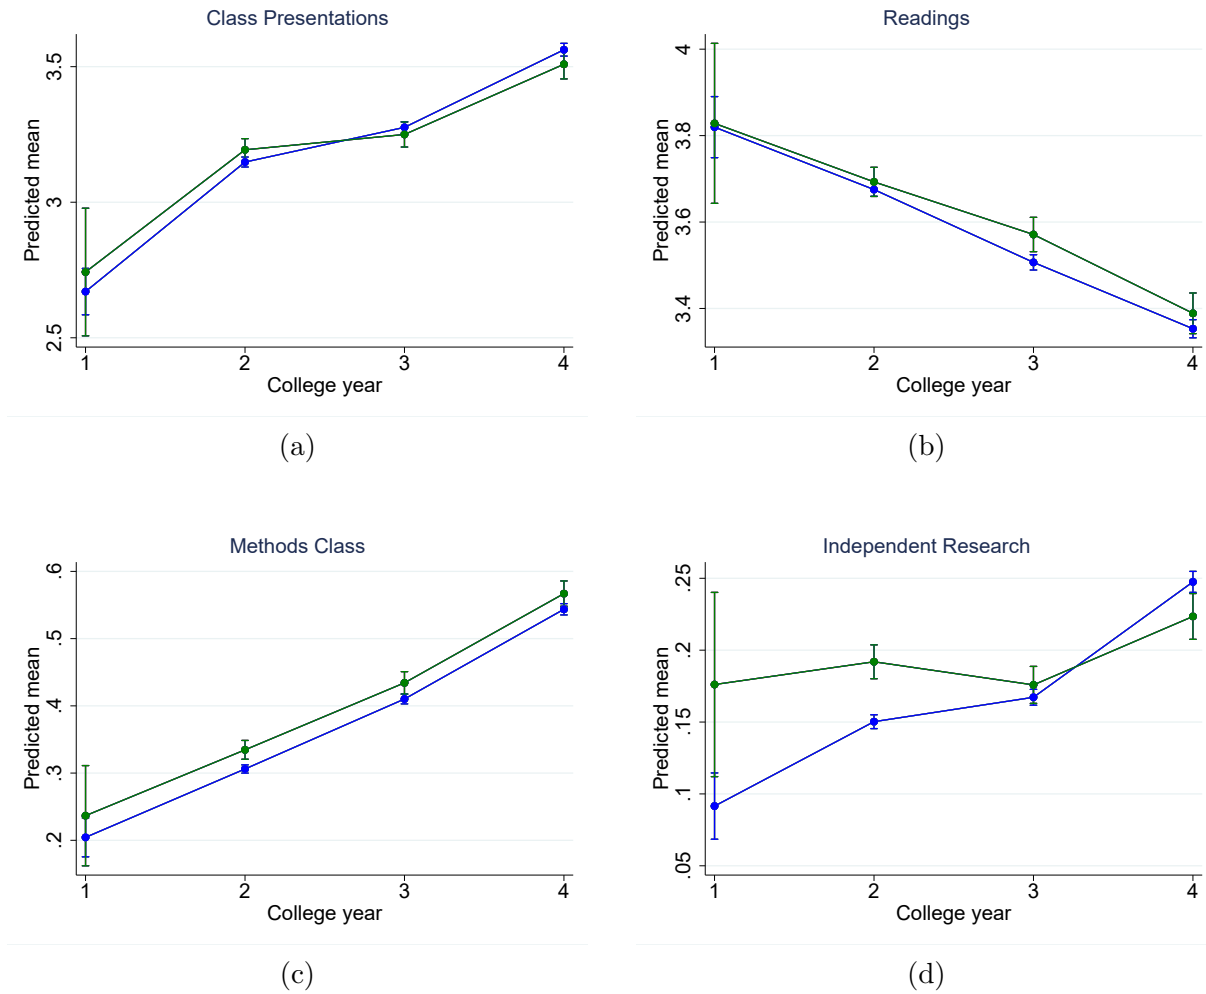 Class Presentations
Predicted mean
3.5
3
2.5
1 2 3 4
College year
(a)
Readings
Predicted mean
4
3.8
3.6
3.4
1 2 3 4
College year
(b)
Methods Class
Predicted mean
.6
.5
.4
.3
.2
1 2 3 4
College year
(c)
Independent Research
Predicted mean
.25
.2
.15
.1
.05
1 2 3 4
College year
(d)